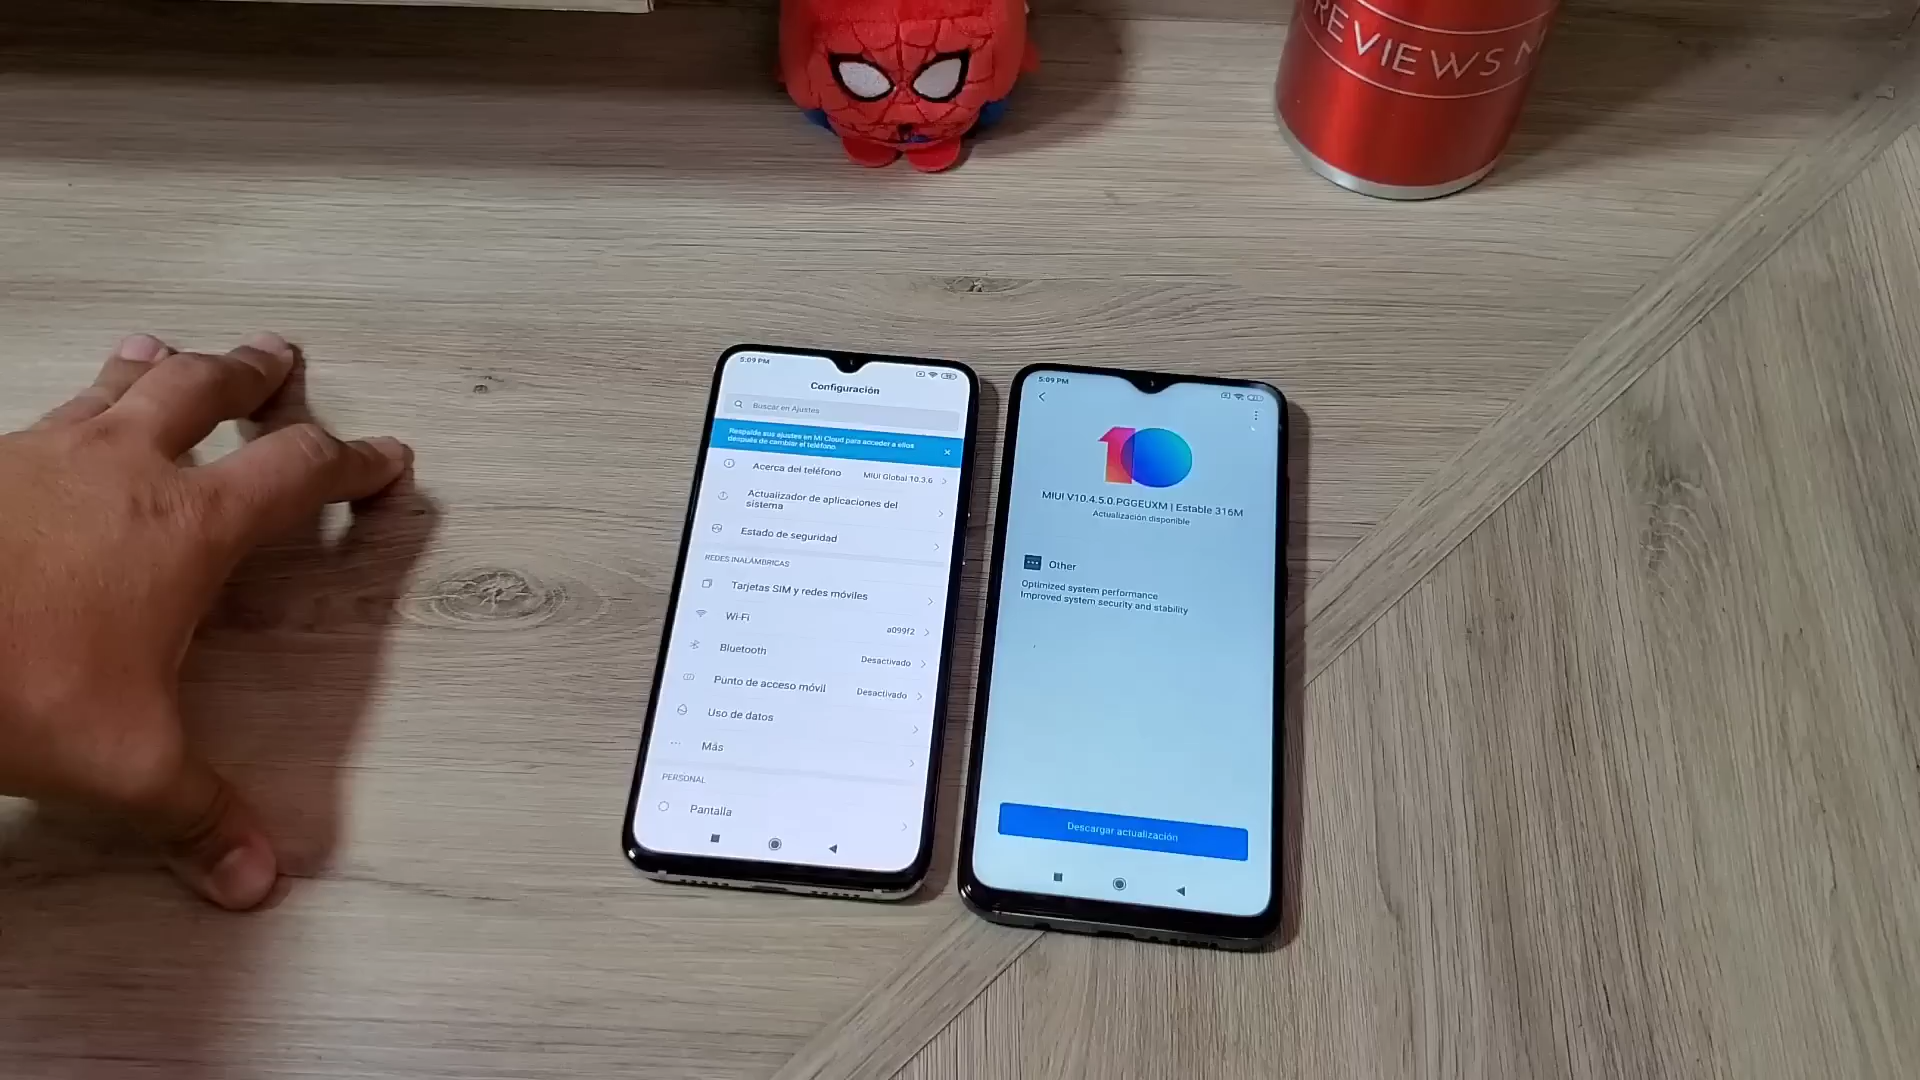 REVIEWS M
5:09 PM
Configuración
Buscar en Ajustes
Respalde sus ajustes en Mi Cloud para acceder a ellos
después de cambiar el teléfono
Acerca del teléfono
MIUI Global 10.3.6
Actualizador de aplicaciones del
sistema
Estado de seguridad
REDES INALÁMBRICAS
Tarjetas SIM y redes móviles
Wi-Fi
a099f2
Bluetooth
Desactivado
Punto de acceso móvil
Desactivado
Uso de datos
Más
PERSONAL
Pantalla
5:09 PM
10
MIUI V10.4.5.0.PGGEUXM | Estable 316M
Actualización disponible
Other
Optimized system performance
Improved system security and stability
Descargar actualización